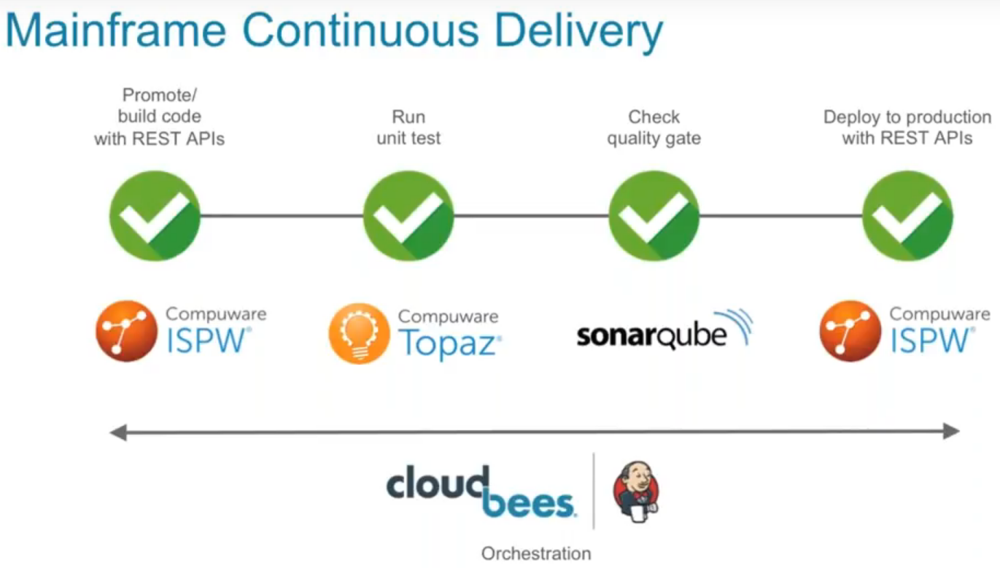 Mainframe Continuous Delivery
Promote/
build code
with REST APIs
Run
unit test
Check
quality gate
Deploy to production
with REST APIs
Compuware
ISPW®
Compuware
Topaz®
sonarqube
Compuware
ISPW®
cloudbees®
Orchestration